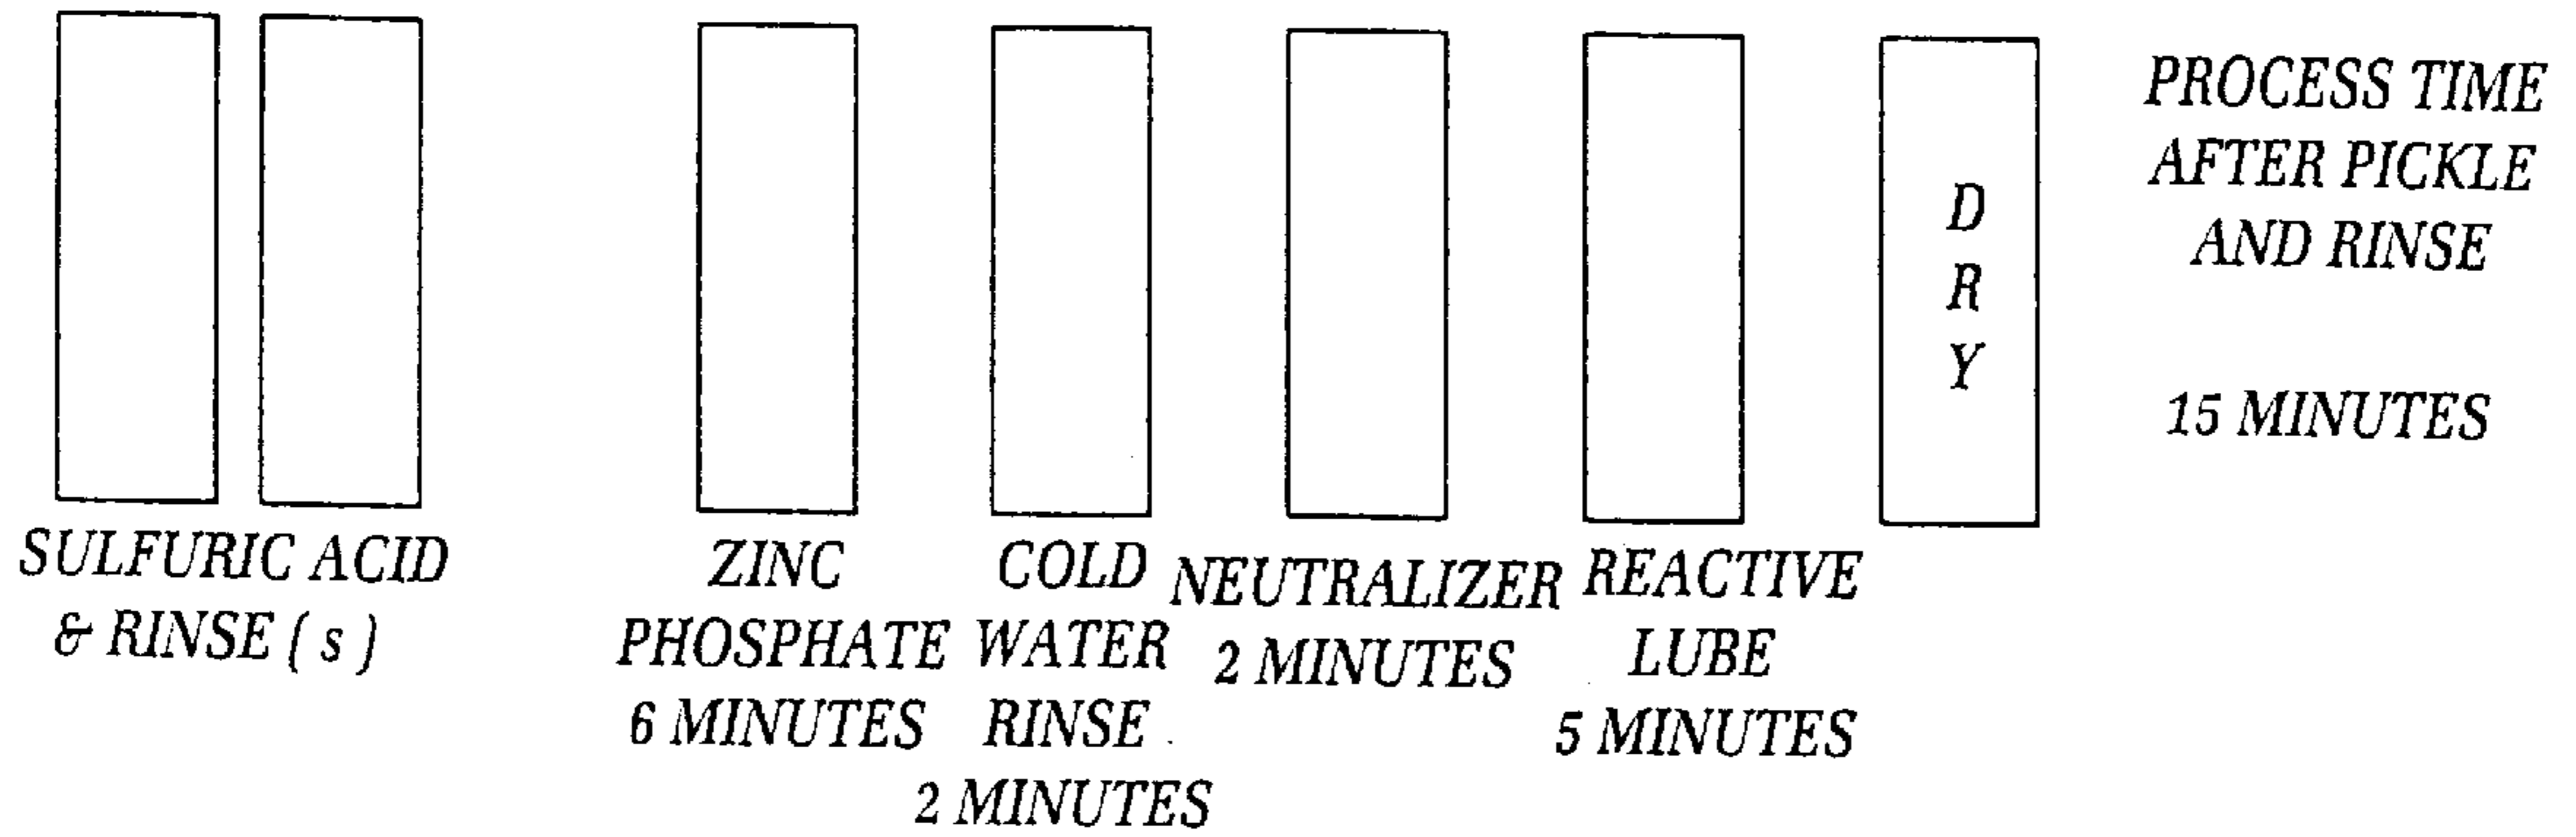 SULFURIC ACID
& RINSE ( s )
ZINC
PHOSPHATE
6 MINUTES
COLD
WATER
RINSE
2 MINUTES
NEUTRALIZER
2 MINUTES
REACTIVE
LUBE
5 MINUTES
D
R
Y
PROCESS TIME
AFTER PICKLE
AND RINSE
15 MINUTES